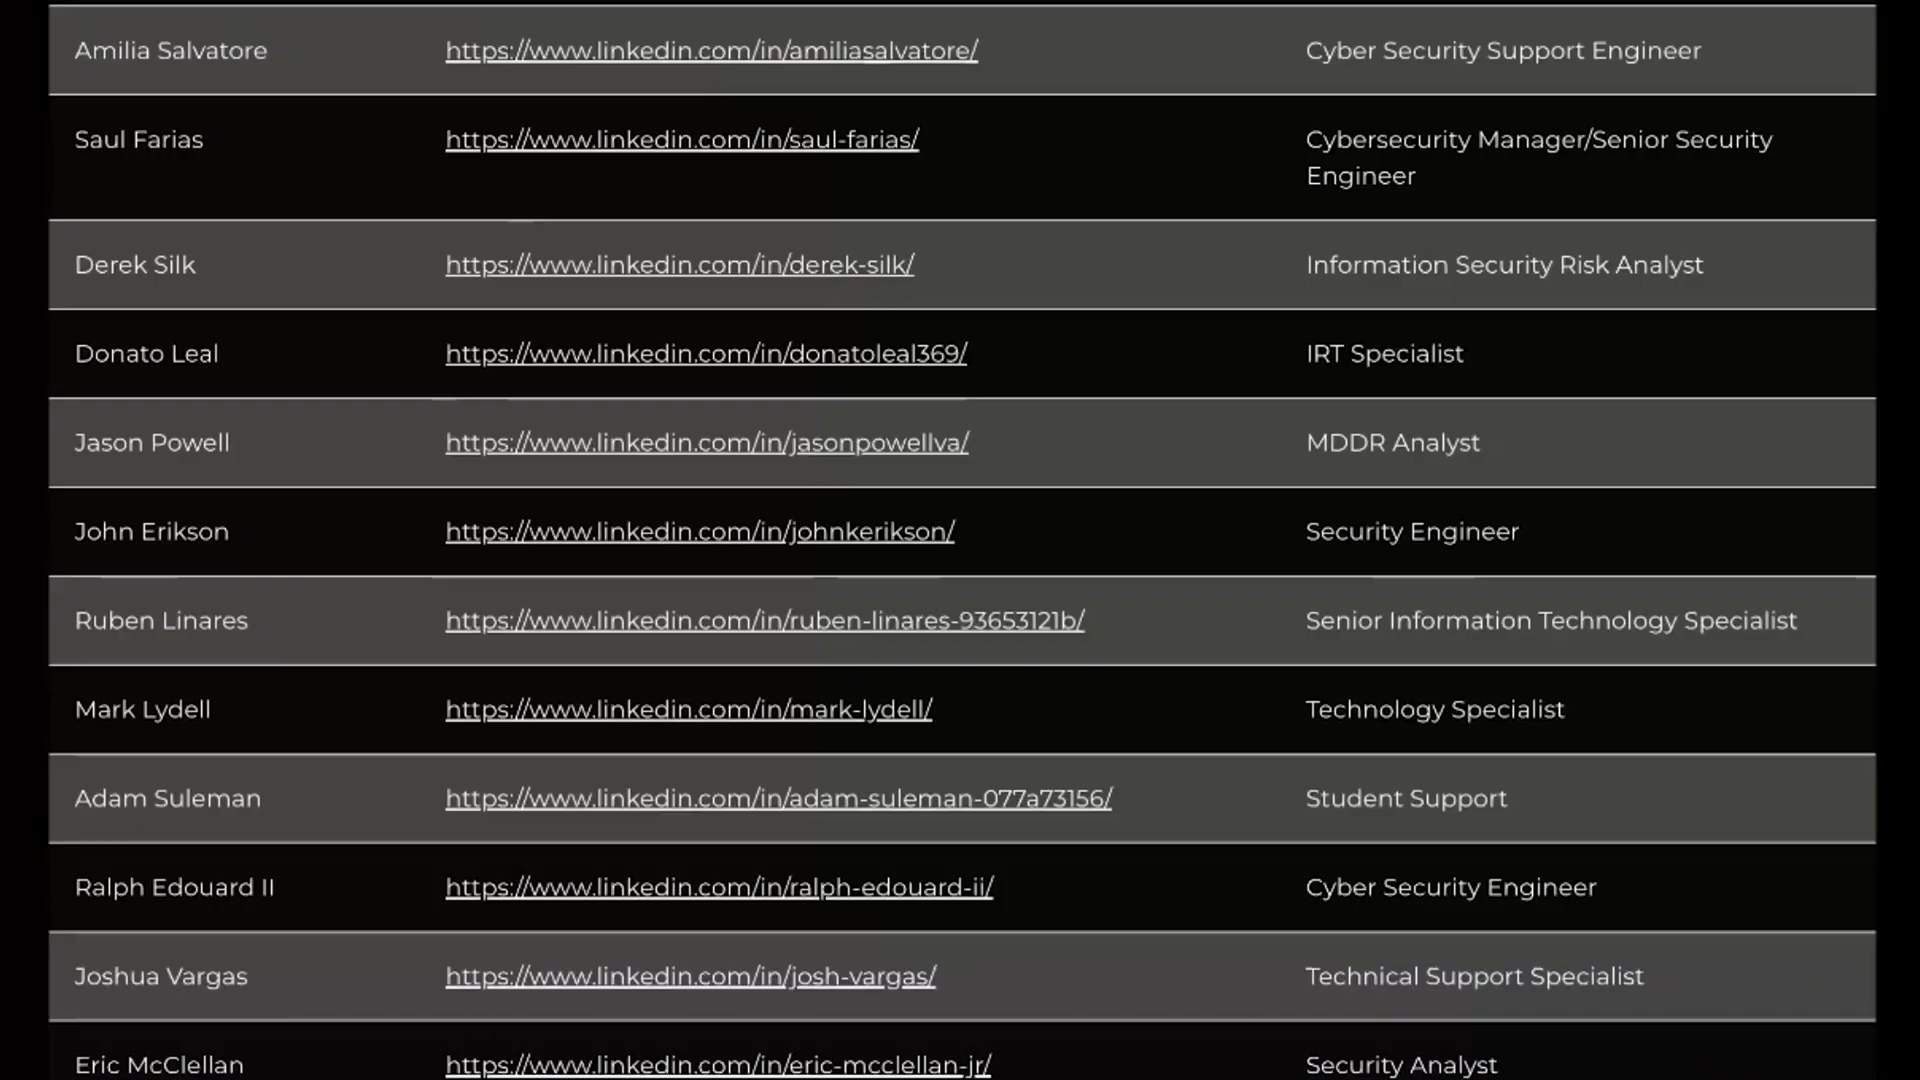 Amilia Salvatore https://www.linkedin.com/in/amiliasalvatore/ Cyber Security Support Engineer
Saul Farias https://www.linkedin.com/in/saul-farias/ Cybersecurity Manager/Senior Security
Engineer
Derek Silk https://www.linkedin.com/in/derek-silk/ Information Security Risk Analyst
Donato Leal https://www.linkedin.com/in/donatoleal369/ IRT Specialist
Jason Powell https://www.linkedin.com/in/jasonpowellva/ MDDR Analyst
John Erikson https://www.linkedin.com/in/johnkerikson/ Security Engineer
Ruben Linares https://www.linkedin.com/in/ruben-linares-93653121b/ Senior Information Technology Specialist
Mark Lydell https://www.linkedin.com/in/mark-lydell/ Technology Specialist
Adam Suleman https://www.linkedin.com/in/adam-suleman-077a73156/ Student Support
Ralph Edouard II https://www.linkedin.com/in/ralph-edouard-ii/ Cyber Security Engineer
Joshua Vargas https://www.linkedin.com/in/josh-vargas/ Technical Support Specialist
Eric McClellan https://www.linkedin.com/in/eric-mcclellan-jr/ Security Analyst